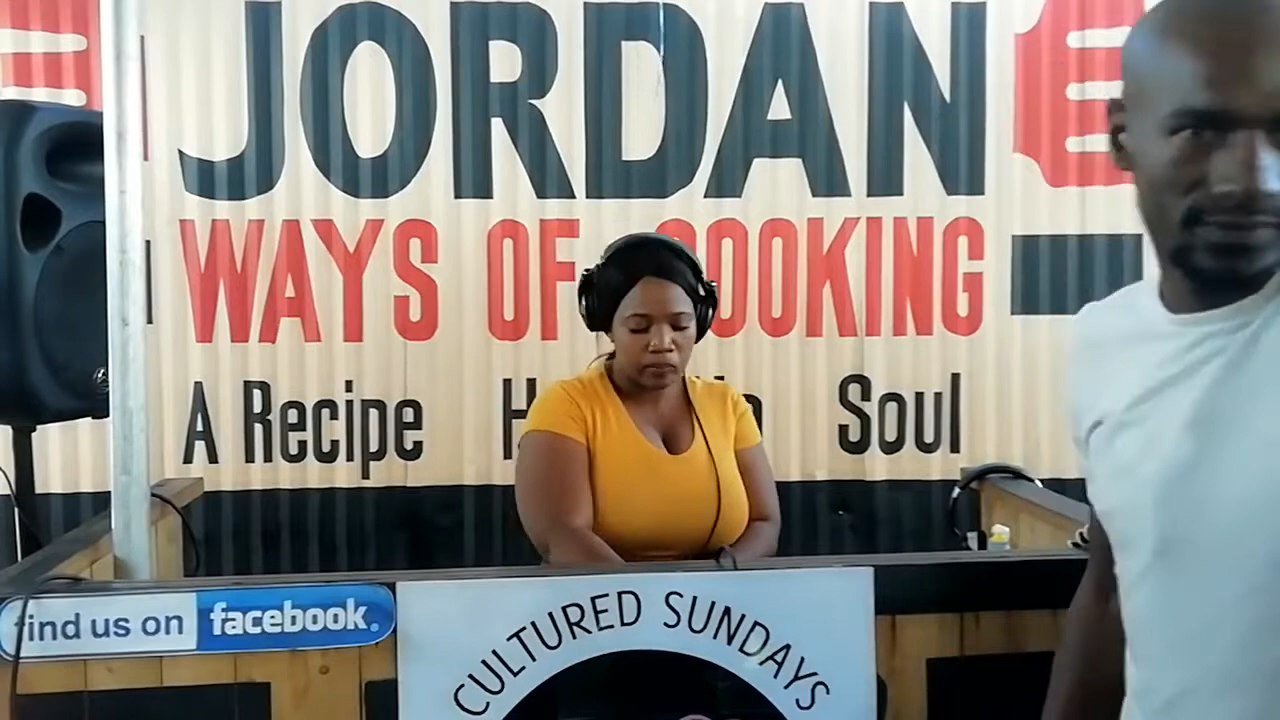 JORDAN
WAYS OF COOKING
A Recipe Soul
find us on facebook.
CULTURED SUNDAYS